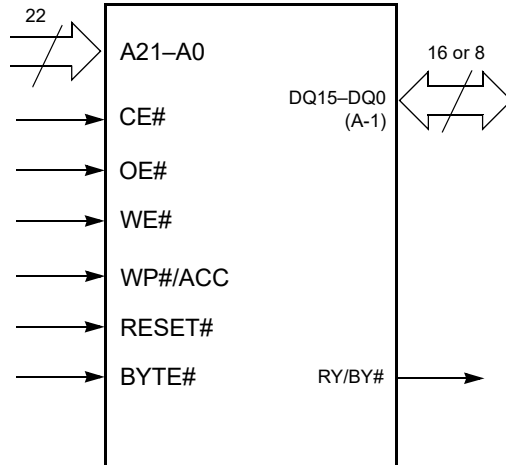 22
A21–A0
16 or 8
DQ15–DQ0
(A-1)
CE#
OE#
WE#
WP#/ACC
RESET#
BYTE#
RY/BY#